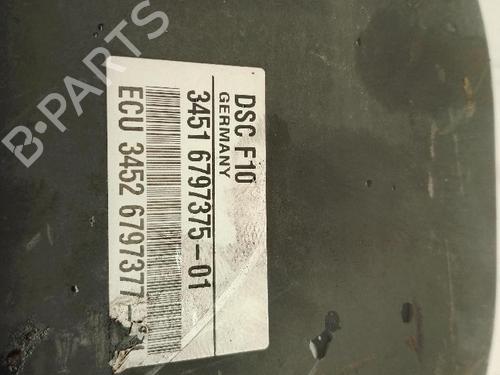 DSC F10
GERMANY
3451 6797375-01
ECU 3452 6797377-
B-PARTS